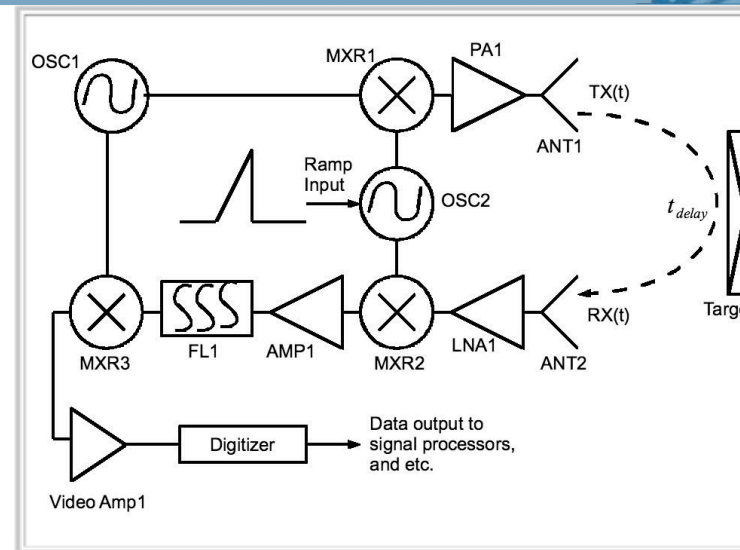 OSC1
MXR1
PA1
TX(t)
ANT1
Ramp
Input
OSC2
t delay
RX(t)
MXR3
FL1
AMP1
MXR2
LNA1
ANT2
Digitizer
Data output to
signal processors,
and etc.
Video Amp1